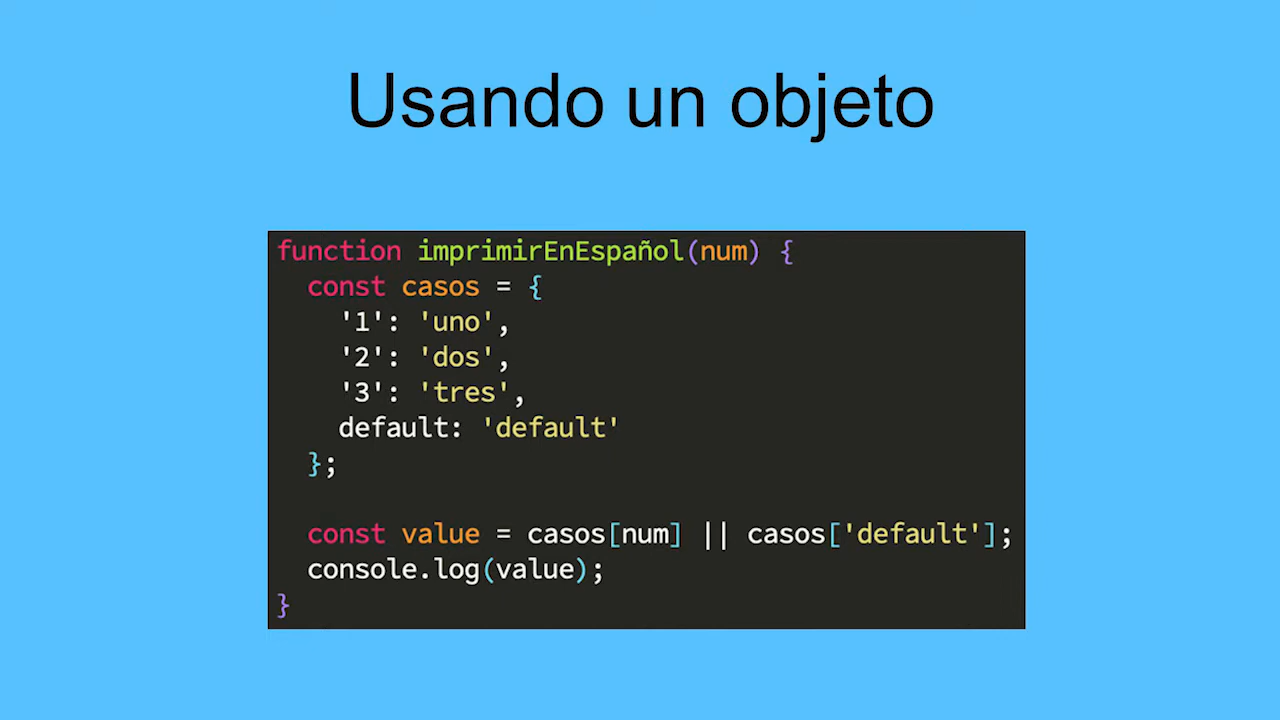 Usando un objeto
function imprimirEnEspañol(num) {
  const casos = {
    '1': 'uno',
    '2': 'dos',
    '3': 'tres',
    default: 'default'
  };
  const value = casos[num] || casos['default'];
  console.log(value);
}